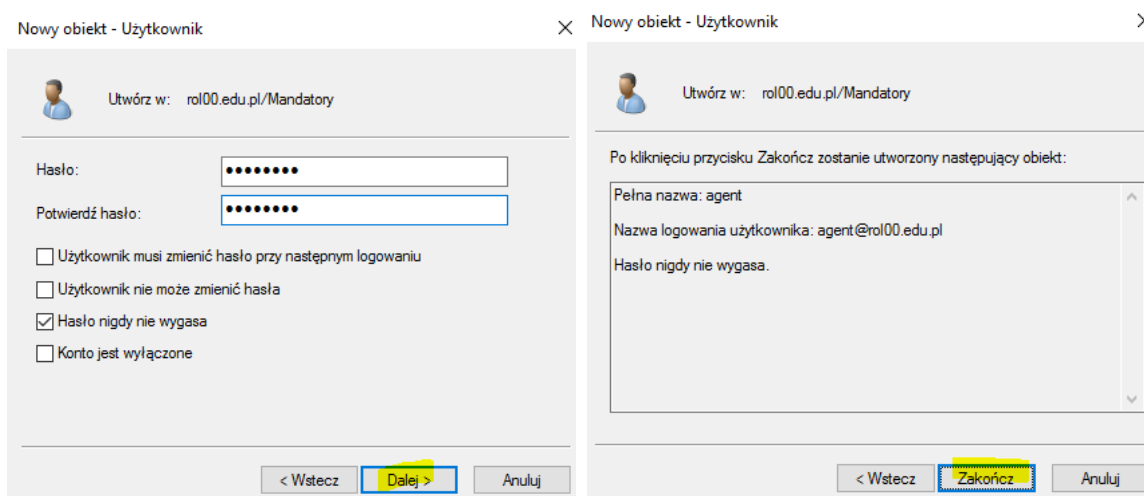 Nowy obiekt - Użytkownik
Utwórz w: rol00.edu.pl/Mandatory
Hasło: ●●●●●●●●
Potwierdź hasło: ●●●●●●●●
Użytkownik musi zmienić hasło przy następnym logowaniu
Użytkownik nie może zmienić hasła
Hasło nigdy nie wygasa
Konto jest wyłączone
< Wstecz Dalej > Anuluj
Nowy obiekt - Użytkownik
Utwórz w: rol00.edu.pl/Mandatory
Po kliknięciu przycisku Zakończ zostanie utworzony następujący obiekt:
Pełna nazwa: agent
Nazwa logowania użytkownika: agent@rol00.edu.pl
Hasło nigdy nie wygasa.
< Wstecz Zakończ Anuluj